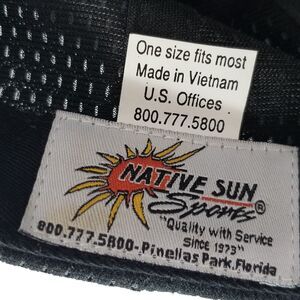 One size fits most
Made in Vietnam
U.S. Offices
800.777.5800
NATIVE SUN
Sports®
"Quality with Service
Since 1973"
800.777.5800-Pinellas Park, Florida